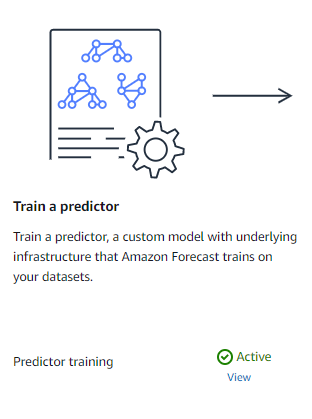 Train a predictor
Train a predictor, a custom model with underlying
infrastructure that Amazon Forecast trains on
your datasets.
Predictor training
Active
View